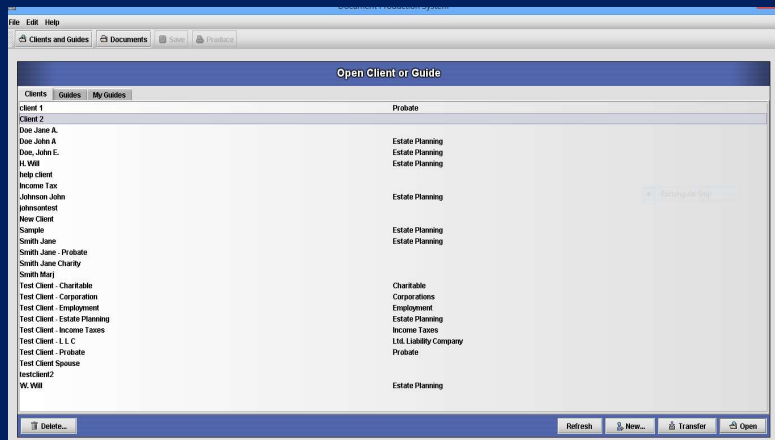 Document Production System
File Edit Help
Clients and Guides Documents Save Produce
Open Client or Guide
Clients Guides My Guides
client 1 Probate
Client 2
Doe Jane A.
Doe John A Estate Planning
Doe, John E. Estate Planning
H. Will Estate Planning
help client
Income Tax
Johnson John Estate Planning
johnsontest
New Client
Sample Estate Planning
Smith Jane Estate Planning
Smith Jane - Probate
Smith Jane Charity
Smith Marj
Test Client - Charitable Charitable
Test Client - Corporation Corporations
Test Client - Employment Employment
Test Client - Estate Planning Estate Planning
Test Client - Income Taxes Income Taxes
Test Client - L L C Ltd. Liability Company
Test Client - Probate Probate
Test Client Spouse
testclient2
W. Will Estate Planning
Delete... Refresh New... Transfer Open